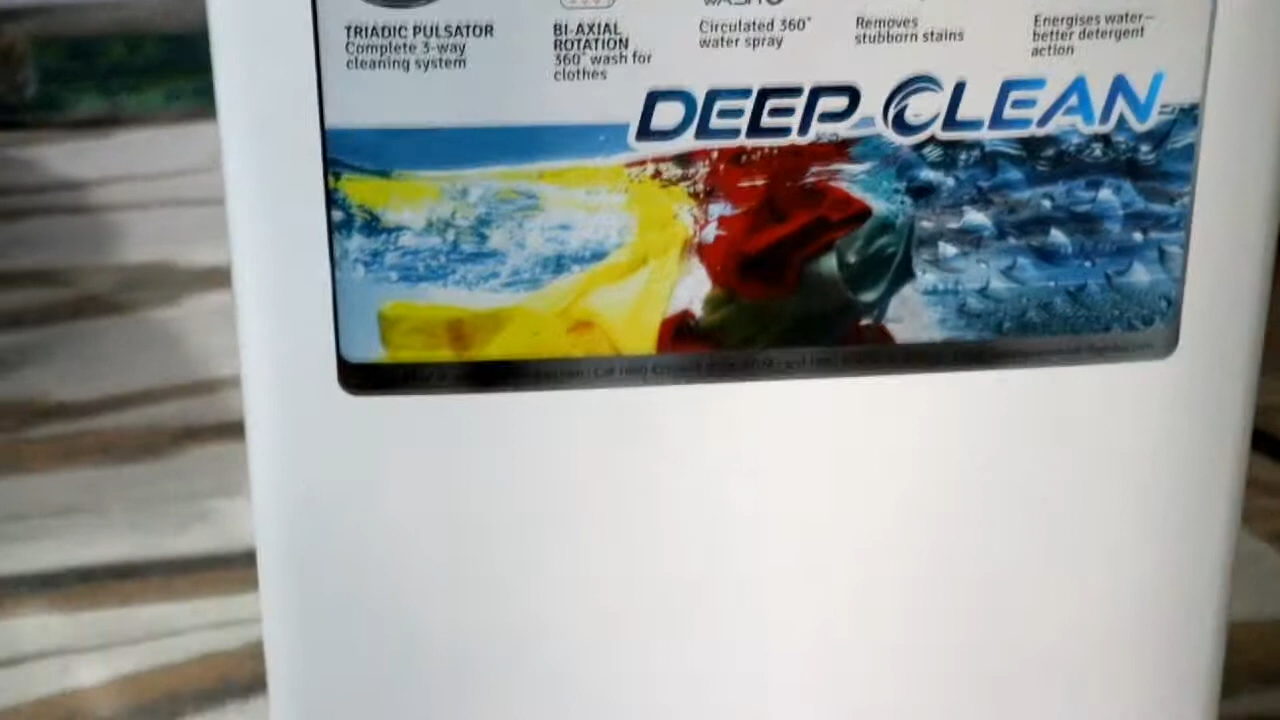 TRIADIC PULSATOR
Complete 3-way
cleaning system
BI-AXIAL
ROTATION
360° wash for
clothes
Circulated 360°
water spray
Removes
stubborn stains
Energises water—
better detergent
action
DEEP CLEAN